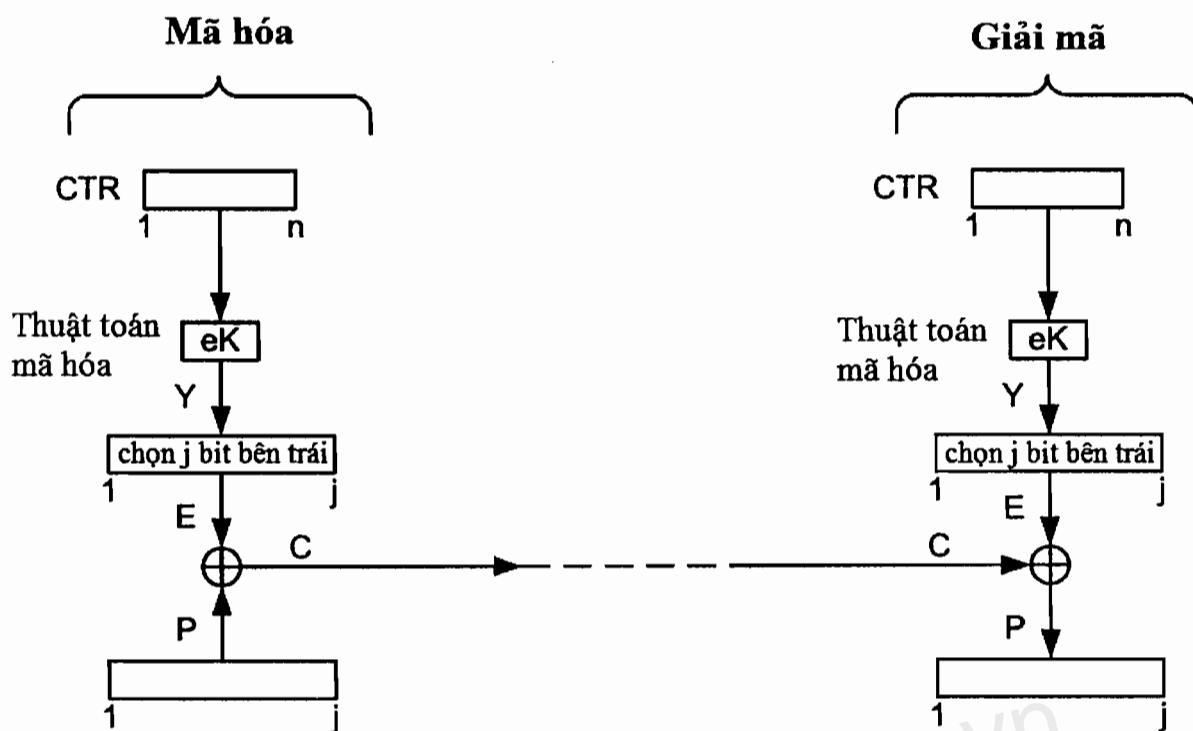 Mã hóa
Giải mã
CTR
1 n
CTR
1 n
Thuật toán
mã hóa
eK
Thuật toán
mã hóa
eK
Y
Y
chọn j bit bên trái
1 j
chọn j bit bên trái
1 j
E
E
C
C
P
P
1 j
1 j
vn